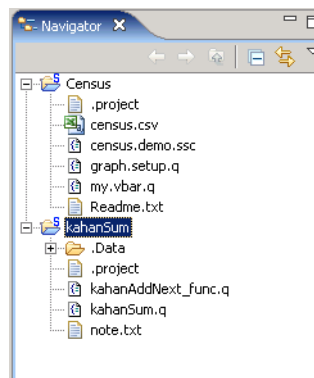 Navigator
Census
.project
census.csv
census.demo.ssc
graph.setup.q
my.vbar.q
Readme.txt
kahanSum
.Data
.project
kahanAddNext_func.q
kahanSum.q
note.txt